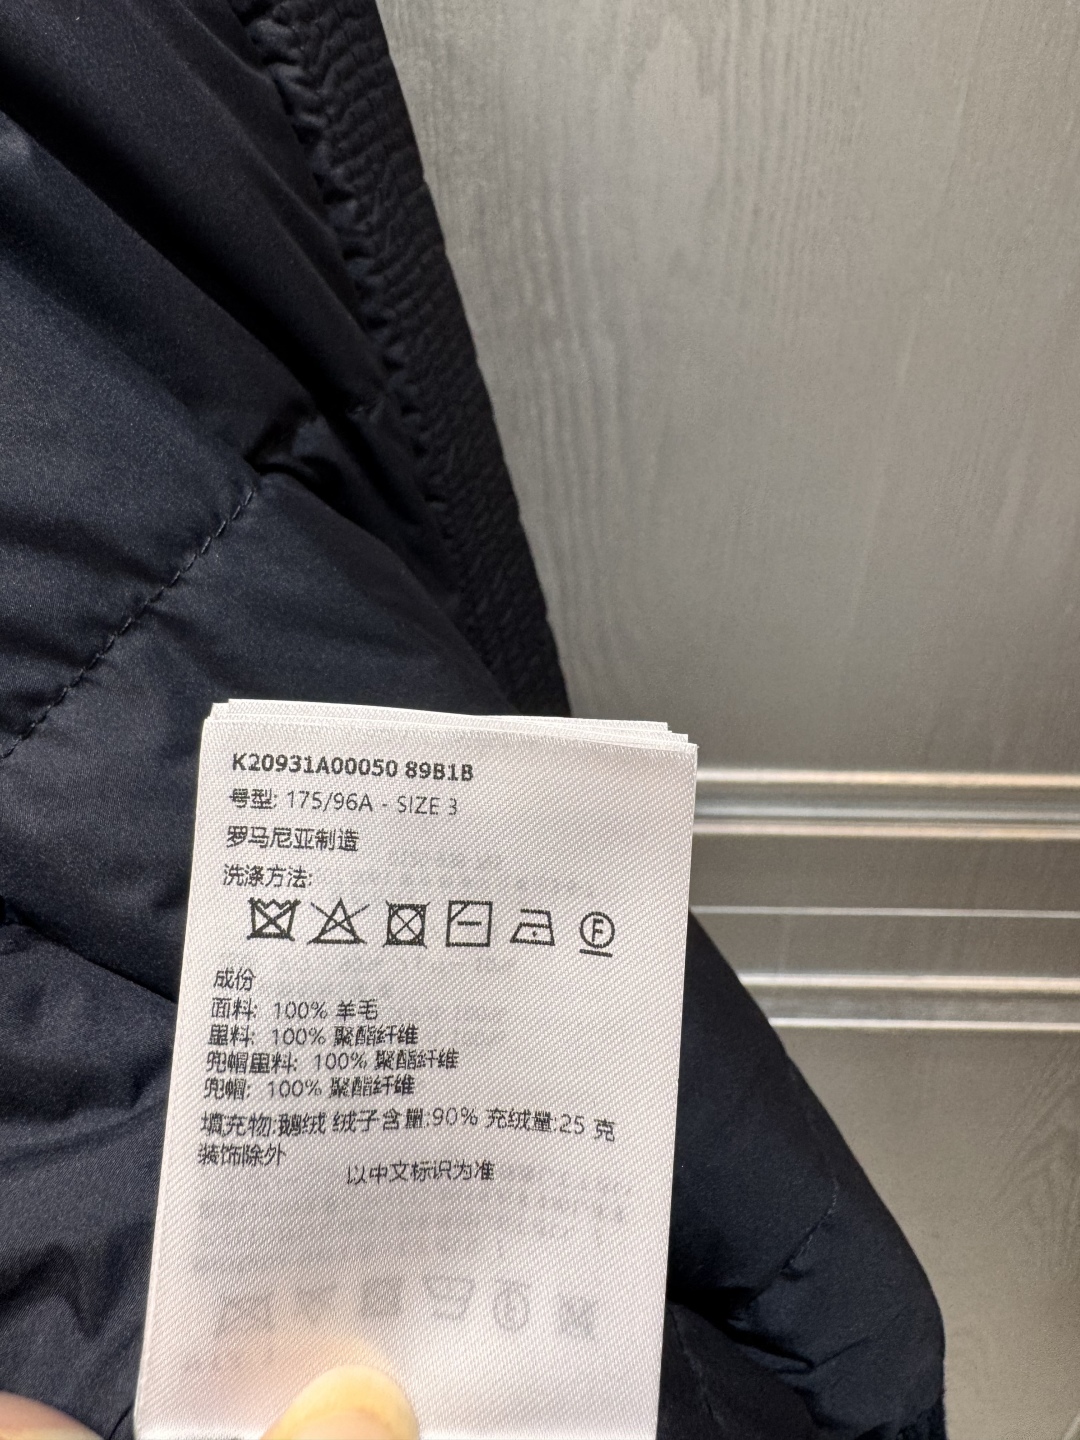 K20931A00050 89B1B
号型: 175/96A - SIZE 3
罗马尼亚制造
洗涤方法:
F
成份
面料: 100% 羊毛
里料: 100% 聚酯纤维
兜帽里料: 100% 聚酯纤维
兜帽: 100% 聚酯纤维
填充物:鹅绒 绒子含量:90% 充绒量:25 克
装饰除外
以中文标识为准